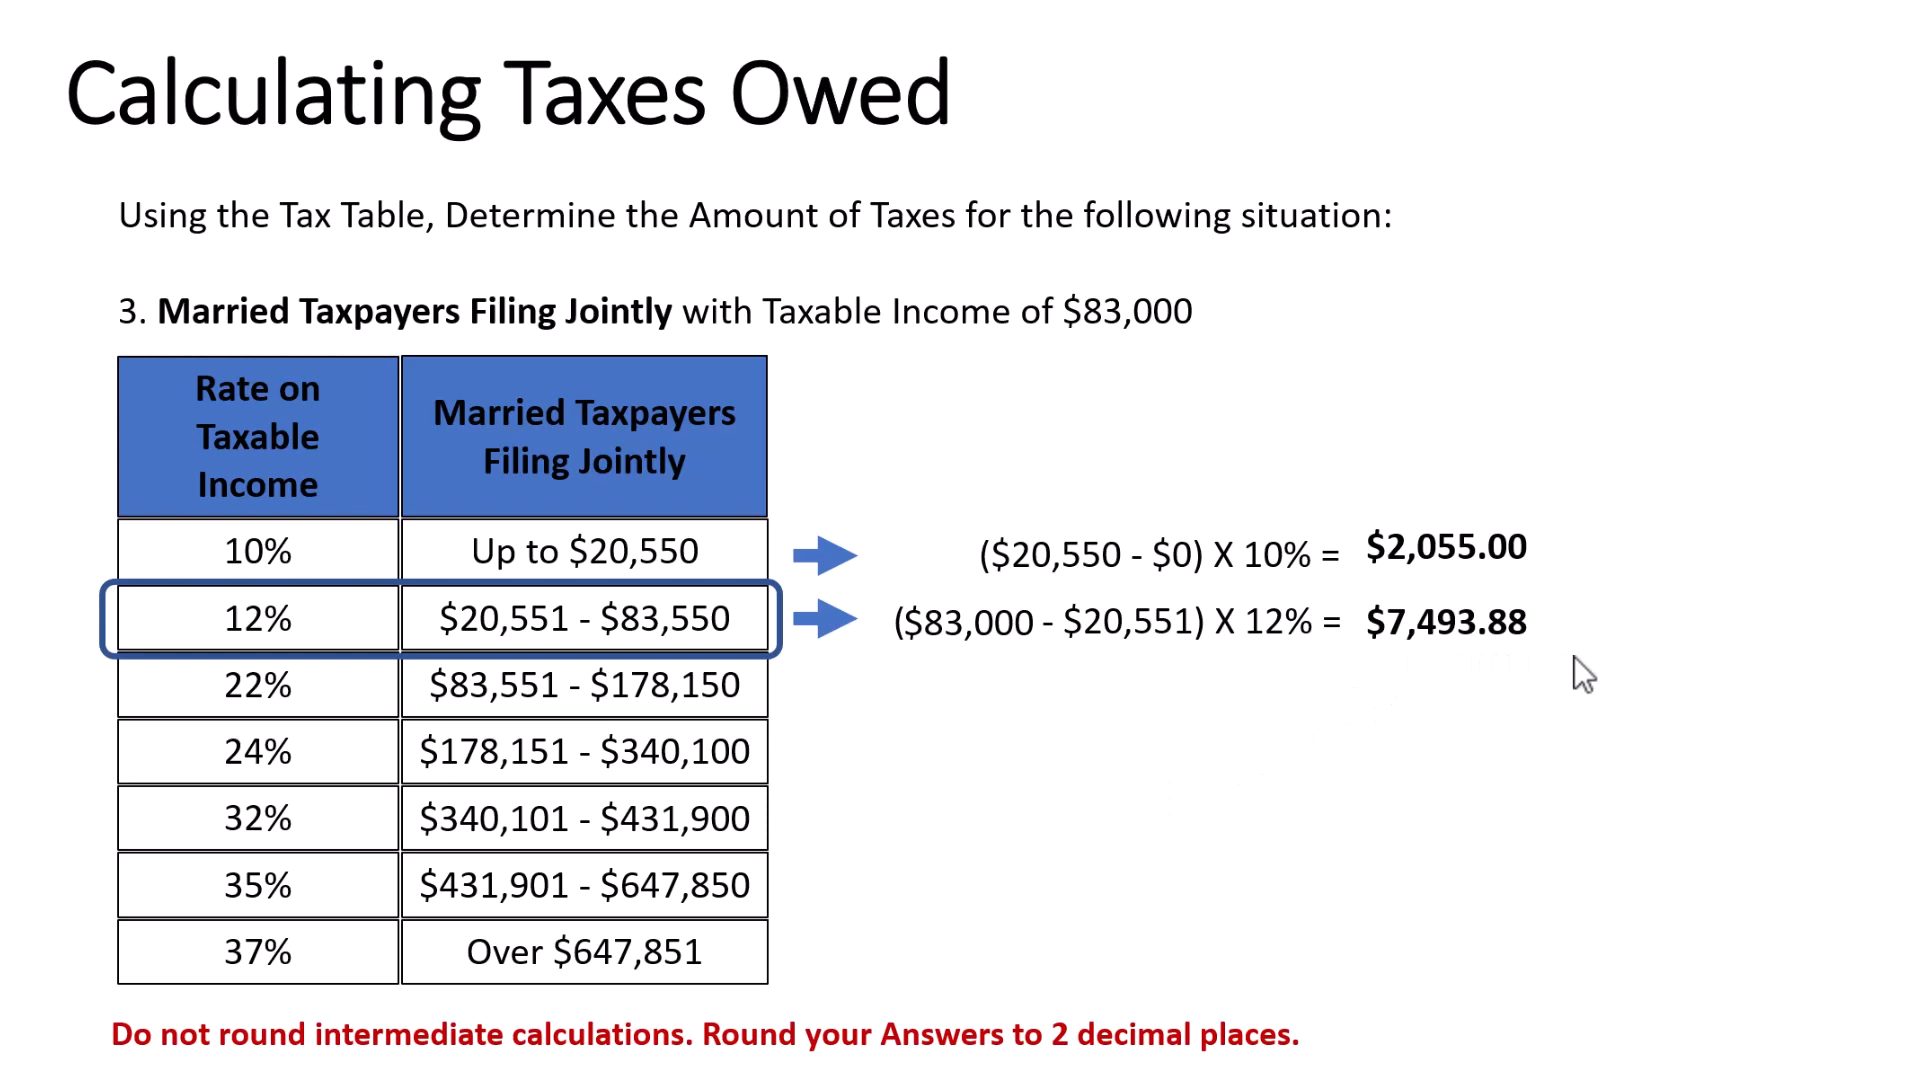 Calculating Taxes Owed
Using the Tax Table, Determine the Amount of Taxes for the following situation:
3. Married Taxpayers Filing Jointly with Taxable Income of $83,000
Rate on
Taxable
Income
Married Taxpayers
Filing Jointly
10%
Up to $20,550
($20,550 - $0) X 10% = $2,055.00
12%
$20,551 - $83,550
($83,000 - $20,551) X 12% = $7,493.88
22%
$83,551 - $178,150
24%
$178,151 - $340,100
32%
$340,101 - $431,900
35%
$431,901 - $647,850
37%
Over $647,851
Do not round intermediate calculations. Round your Answers to 2 decimal places.